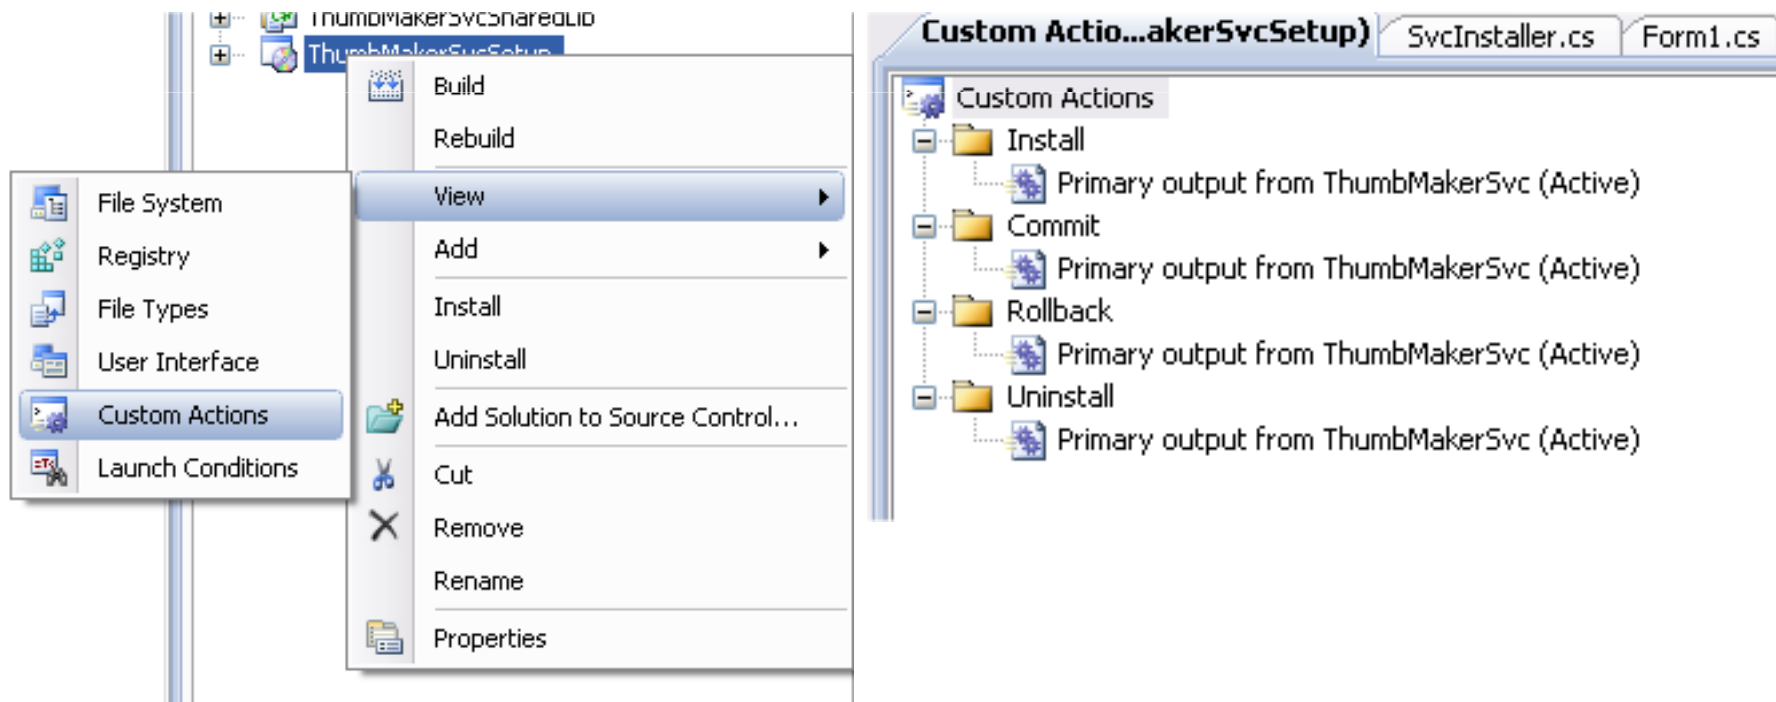 ThumbMakerSvcSharedLib
ThumbMakerSvcSetup
Build
Rebuild
View
Add
Install
Uninstall
Add Solution to Source Control...
Cut
Remove
Rename
Properties
File System
Registry
File Types
User Interface
Custom Actions
Launch Conditions
Custom Actio...akerSvcSetup) SvcInstaller.cs Form1.cs
Custom Actions
Install
Primary output from ThumbMakerSvc (Active)
Commit
Primary output from ThumbMakerSvc (Active)
Rollback
Primary output from ThumbMakerSvc (Active)
Uninstall
Primary output from ThumbMakerSvc (Active)